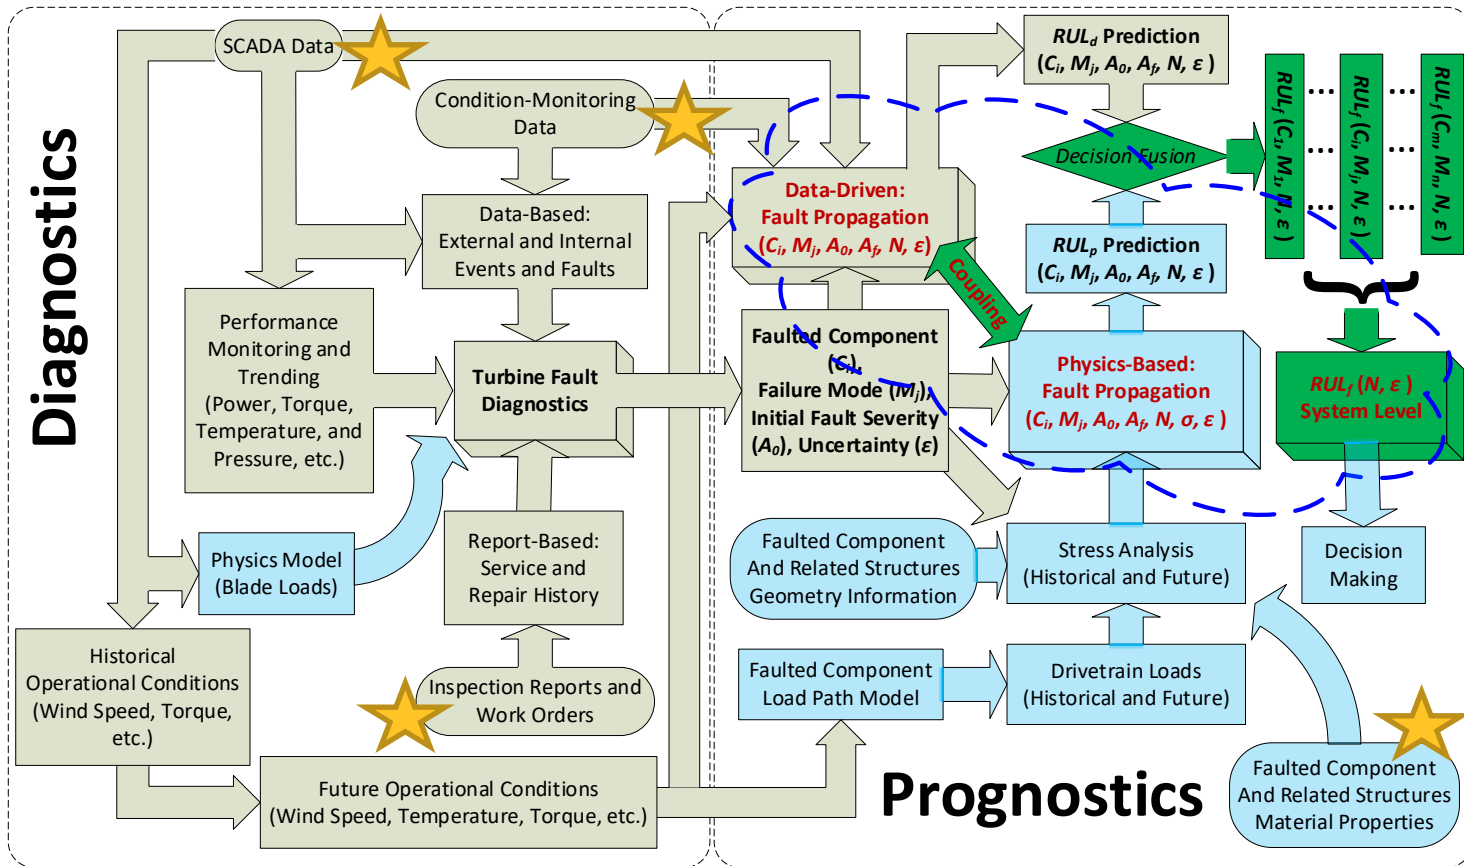 Diagnostics
SCADA Data
Condition-Monitoring
Data
Data-Based:
External and Internal
Events and Faults
Performance
Monitoring and
Trending
(Power, Torque,
Temperature, and
Pressure, etc.)
Turbine Fault
Diagnostics
Physics Model
(Blade Loads)
Report-Based:
Service and
Repair History
Historical
Operational Conditions
(Wind Speed, Torque,
etc.)
Inspection Reports and
Work Orders
Future Operational Conditions
(Wind Speed, Temperature, Torque, etc.)
Prognostics
RULd Prediction
(Ci, Mj, A0, Af, N, ε )
Decision Fusion
RULf (C1, M1, N, ε )
...
...
...
RULf (Ci, Mj, N, ε )
...
...
...
RULf (Cm, Mn, N, ε )
Data-Driven:
Fault Propagation
(Ci, Mj, A0, Af, N, ε)
RULp Prediction
(Ci, Mj, A0, Af, N, ε )
Coupling
}
Faulted Component
(Ci),
Failure Mode (Mj),
Initial Fault Severity
(A0), Uncertainty (ε)
Physics-Based:
Fault Propagation
(Ci, Mj, A0, Af, N, σ, ε )
RULf (N, ε )
System Level
Faulted Component
And Related Structures
Geometry Information
Stress Analysis
(Historical and Future)
Decision
Making
Faulted Component
Load Path Model
Drivetrain Loads
(Historical and Future)
Faulted Component
And Related Structures
Material Properties